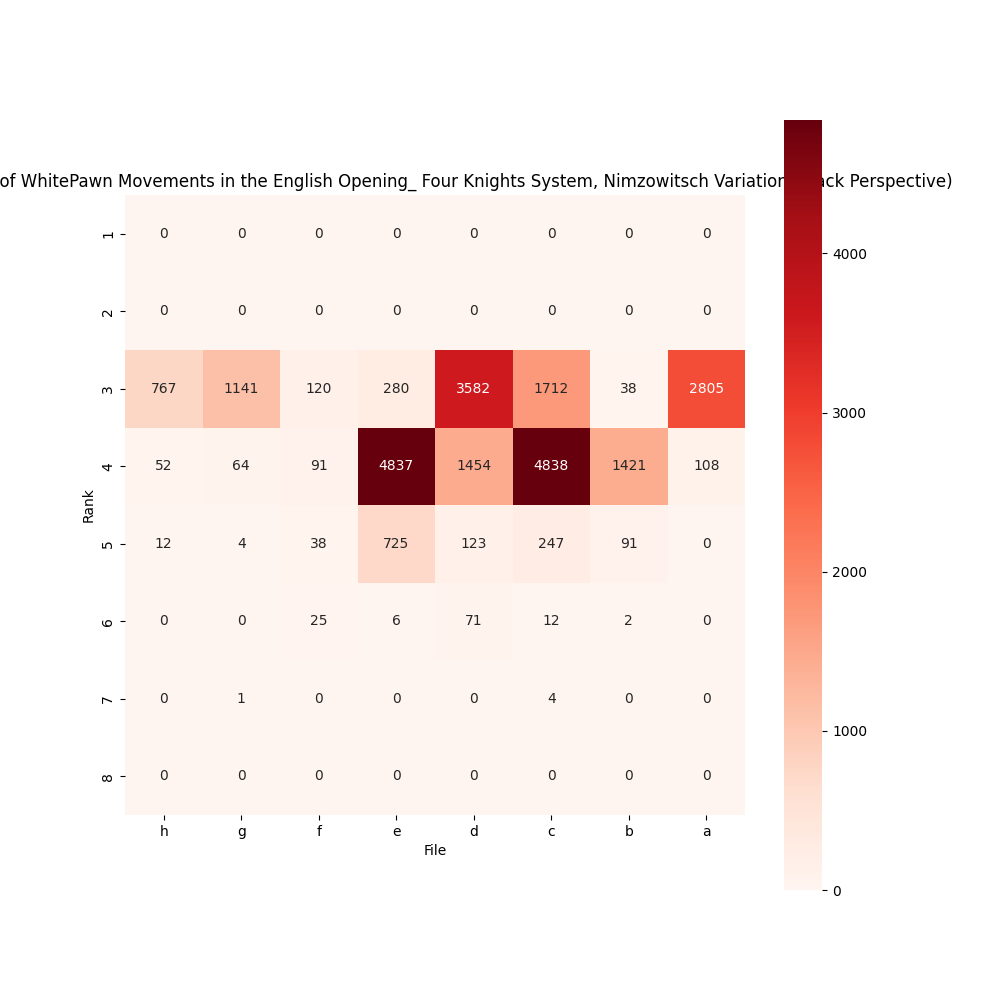 of WhitePawn Movements in the English Opening_ Four Knights System, Nimzowitsch Variation ack Perspective)
1 0 0 0 0 0 0 0 0
2 0 0 0 0 0 0 0 0
3 767 1141 120 280 3582 1712 38 2805
4 52 64 91 4837 1454 4838 1421 108
5 12 4 38 725 123 247 91 0
6 0 0 25 6 71 12 2 0
7 0 1 0 0 0 4 0 0
8 0 0 0 0 0 0 0 0
h g f e d c b a
File
Rank
4000
3000
2000
1000
0